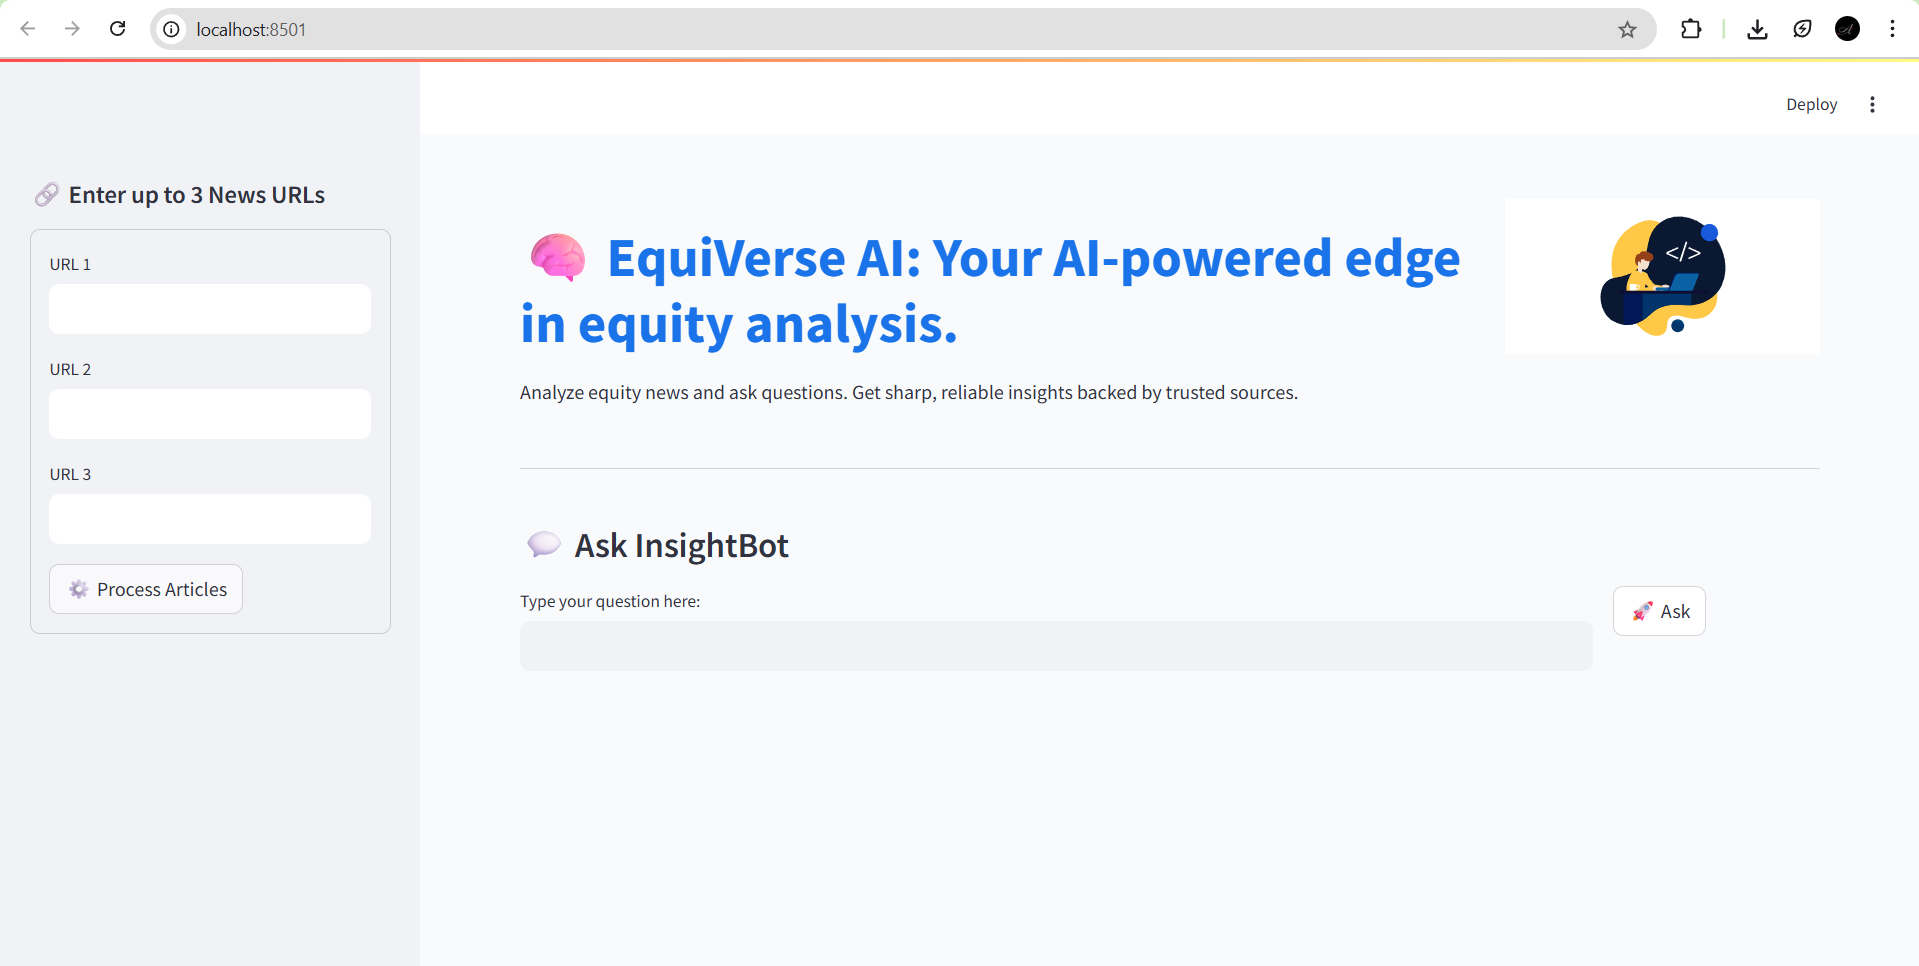 localhost:8501
Deploy
🔗 Enter up to 3 News URLs
URL 1
URL 2
URL 3
⚙️ Process Articles
🧠 EquiVerse AI: Your AI-powered edge
in equity analysis.
</>
Analyze equity news and ask questions. Get sharp, reliable insights backed by trusted sources.
💬 Ask InsightBot
Type your question here:
🚀 Ask